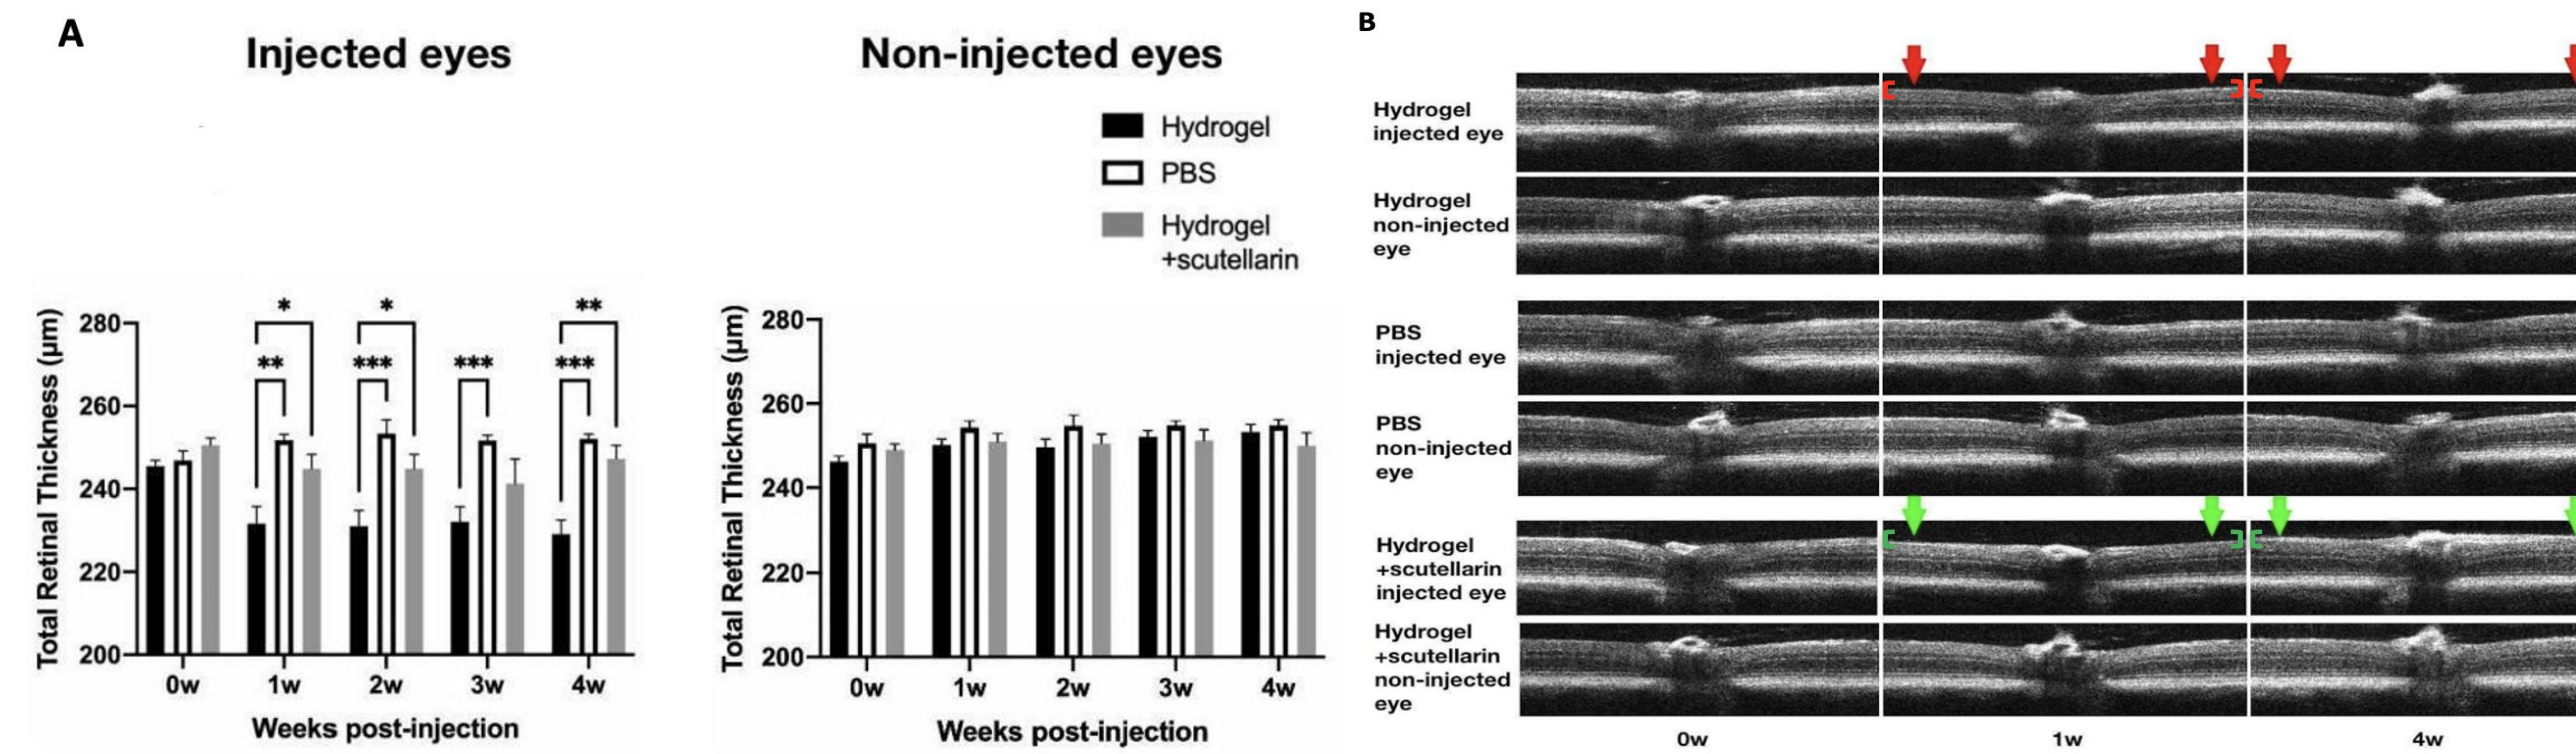 A
Injected eyes
Non-injected eyes
Hydrogel
PBS
Hydrogel
+scutellarin
Total Retinal Thickness (μm)
280
260
240
220
200
*
**
*
***
***
**
***
0w
1w
2w
3w
4w
Weeks post-injection
Total Retinal Thickness (μm)
280
260
240
220
200
0w
1w
2w
3w
4w
Weeks post-injection
B
Hydrogel
injected eye
Hydrogel
non-injected
eye
PBS
injected eye
PBS
non-injected
eye
Hydrogel
+scutellarin
injected eye
Hydrogel
+scutellarin
non-injected
eye
0w
1w
4w